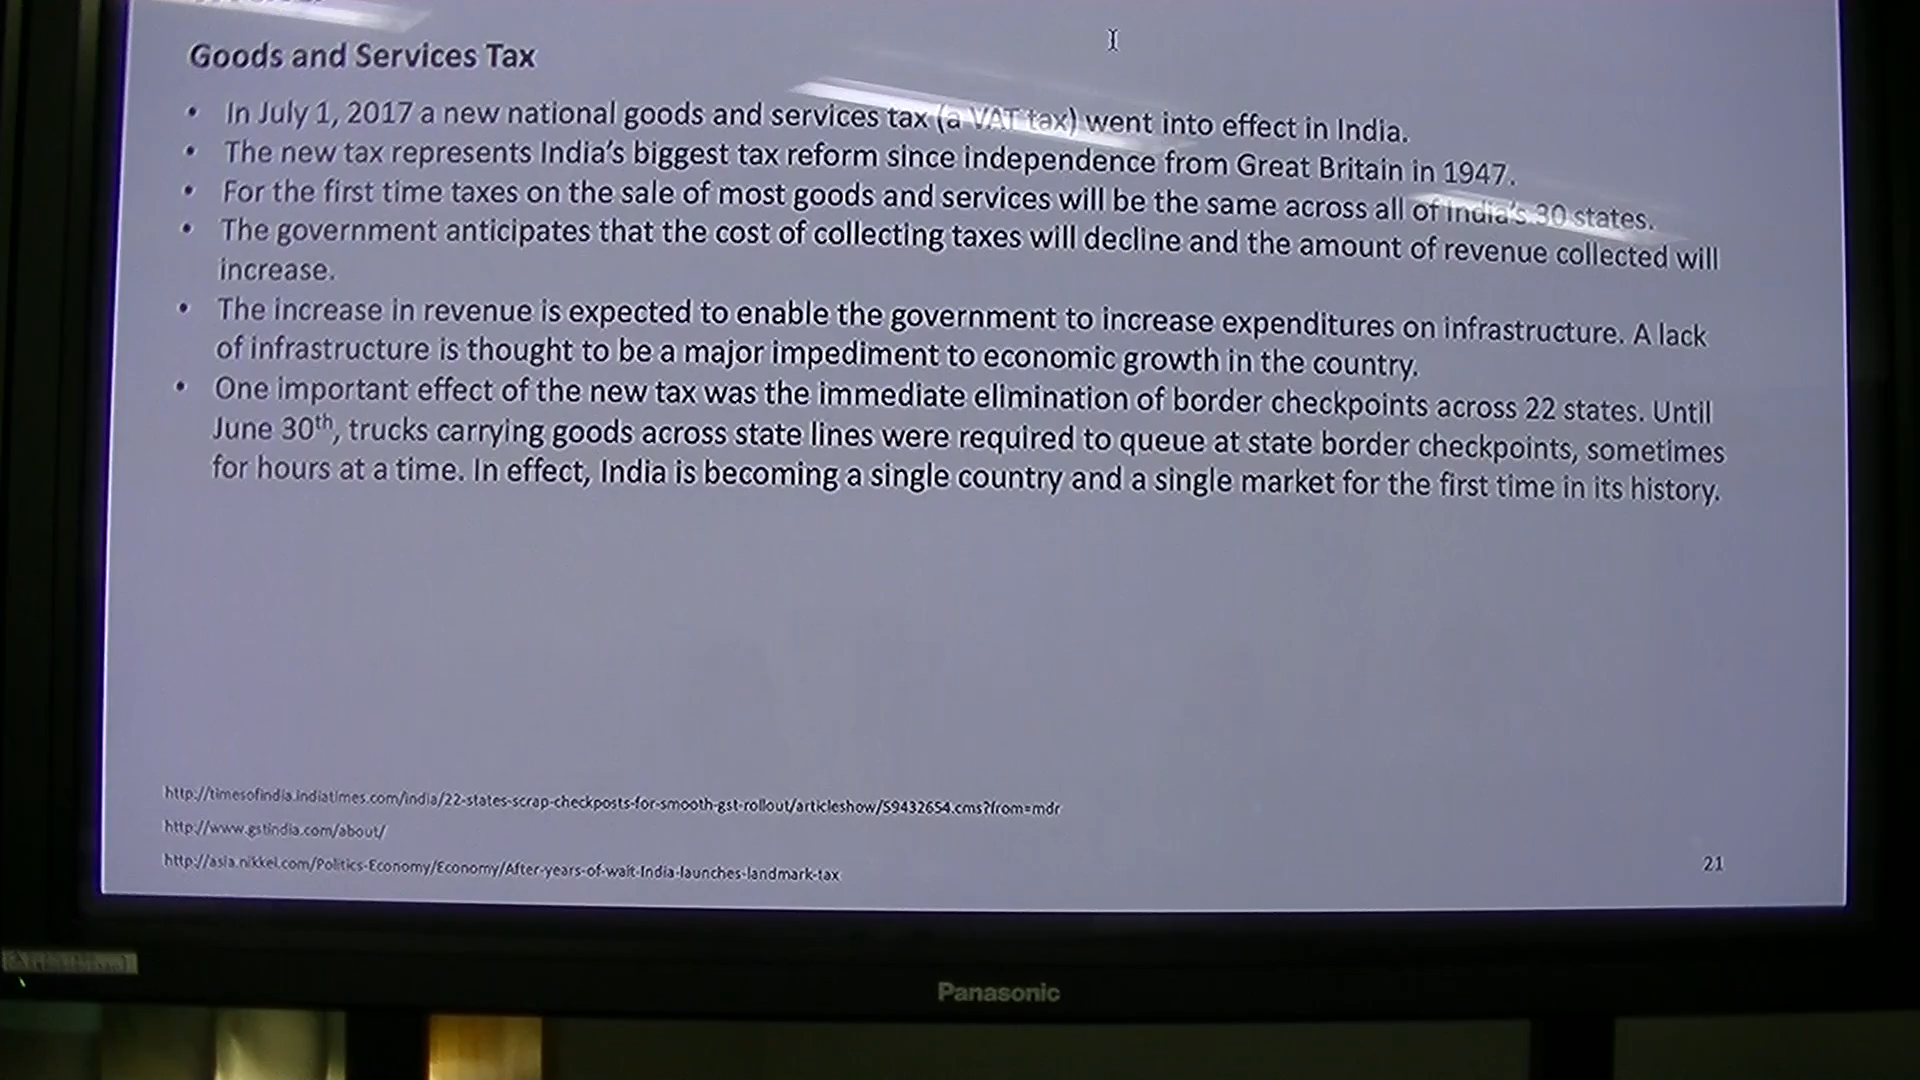 Goods and Services Tax
• In July 1, 2017 a new national goods and services tax (a VAT tax) went into effect in India.
• The new tax represents India's biggest tax reform since independence from Great Britain in 1947.
• For the first time taxes on the sale of most goods and services will be the same across all of India's 30 states.
• The government anticipates that the cost of collecting taxes will decline and the amount of revenue collected will
increase.
• The increase in revenue is expected to enable the government to increase expenditures on infrastructure. A lack
of infrastructure is thought to be a major impediment to economic growth in the country.
• One important effect of the new tax was the immediate elimination of border checkpoints across 22 states. Until
June 30th, trucks carrying goods across state lines were required to queue at state border checkpoints, sometimes
for hours at a time. In effect, India is becoming a single country and a single market for the first time in its history.
http://timesofindia.indiatimes.com/india/22-states-scrap-checkposts-for-smooth-gst-rollout/articleshow/59432654.cms?from=mdr
http://www.gstindia.com/about/
http://asia.nikkei.com/Politics-Economy/Economy/After-years-of-wait-India-launches-landmark-tax
21
Panasonic